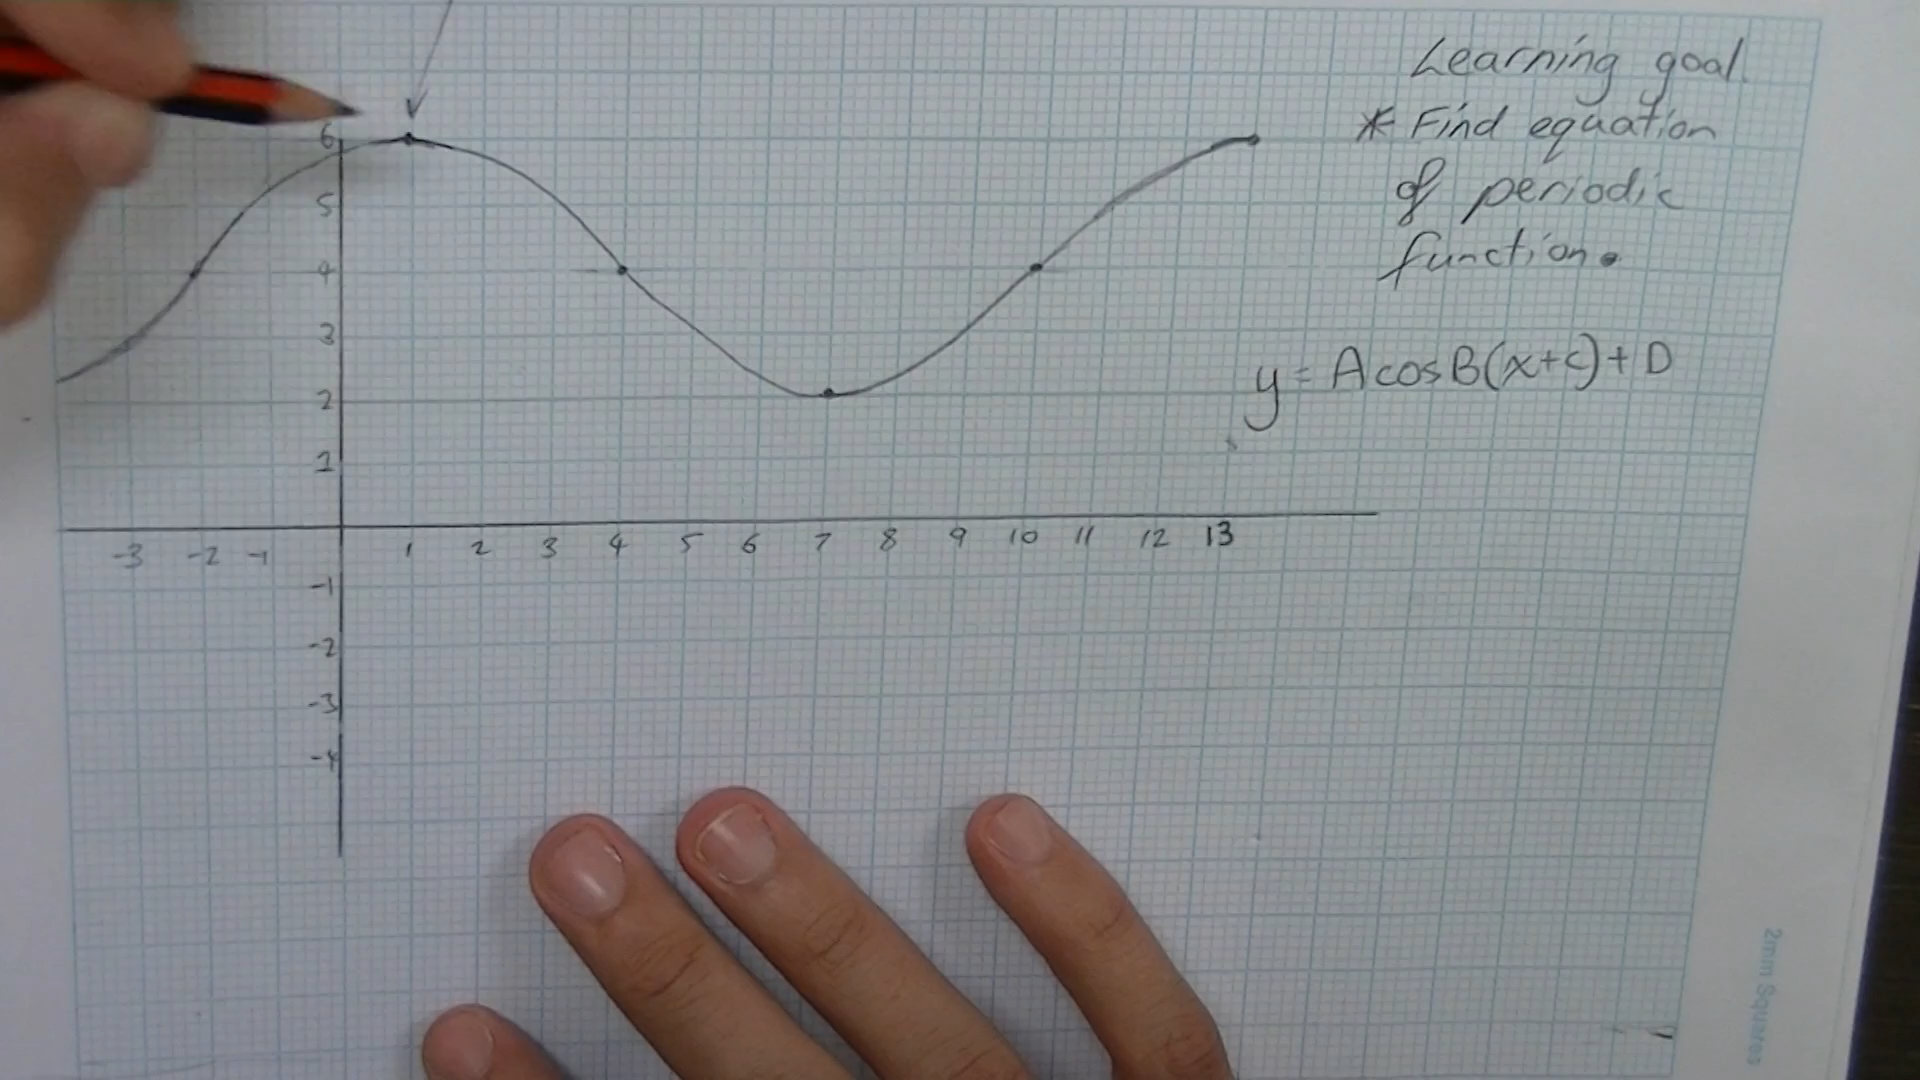 Learning goal
* Find equation
of periodic
function.
y = A cos B(x+c) + D
6
5
4
3
2
1
-3 -2 -1 1 2 3 4 5 6 7 8 9 10 11 12 13
-1
-2
-3
-4
2mm Squares